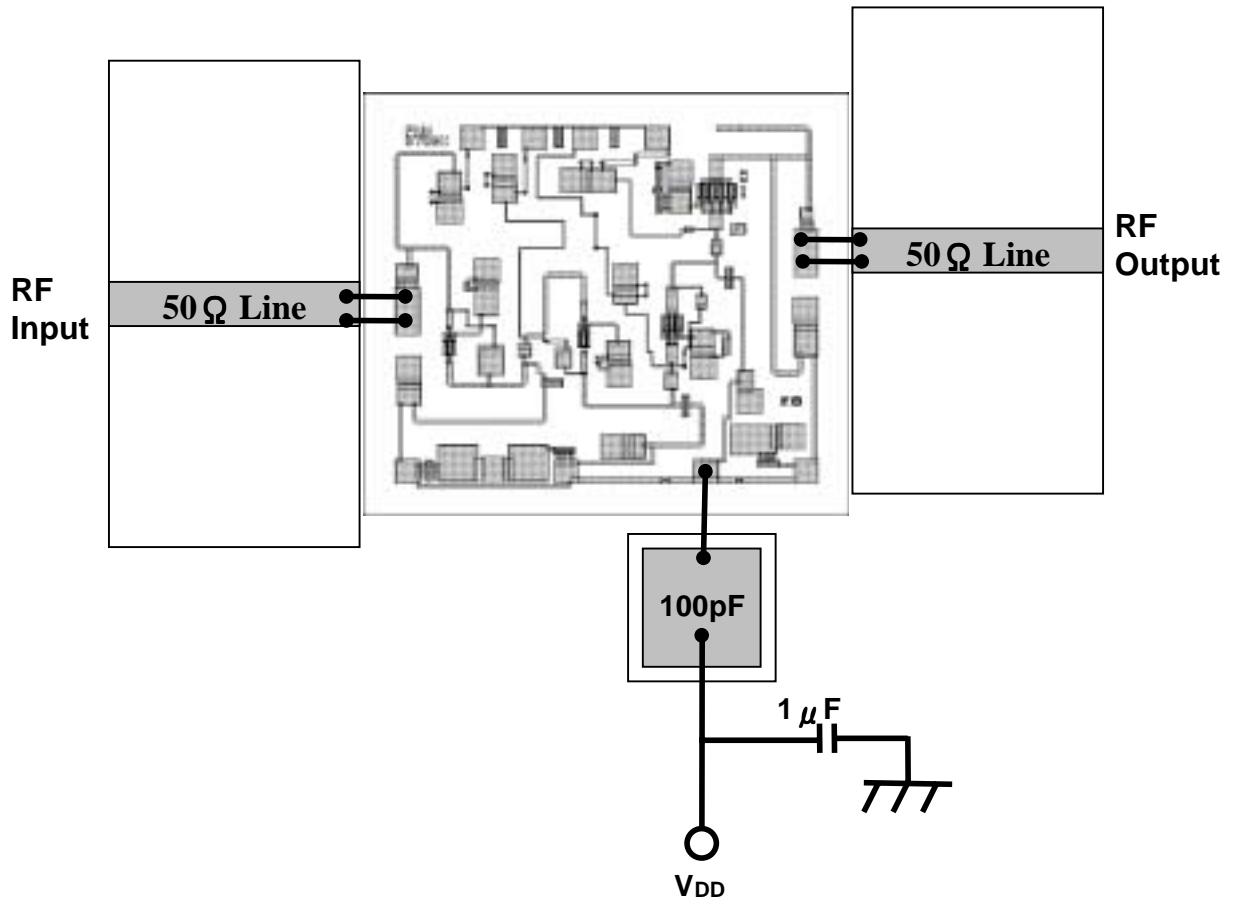 RF
Input
50Ω Line
50Ω Line
RF
Output
100pF
1μF
VDD